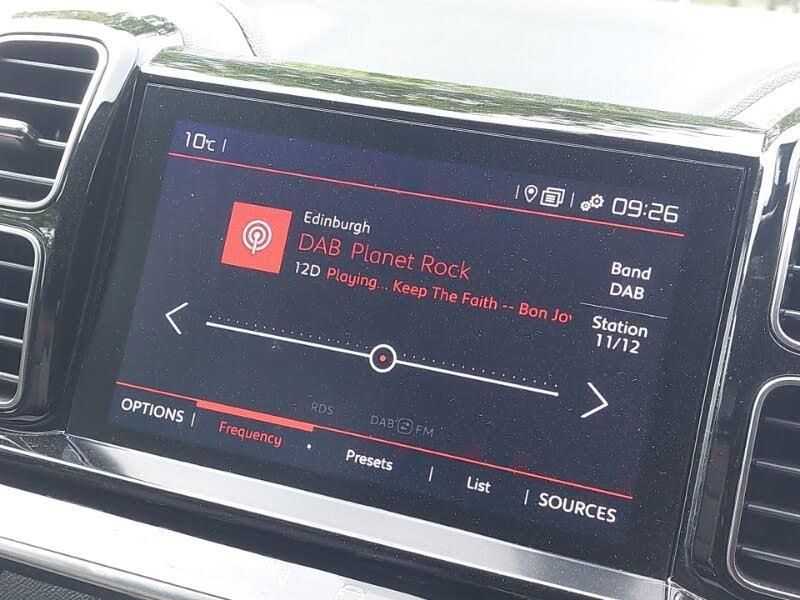 10°C |
09:26
Edinburgh
DAB Planet Rock
12D Playing... Keep The Faith -- Bon Jov
Band
DAB
Station
11/12
RDS
DAB FM
OPTIONS | Frequency Presets | List | SOURCES